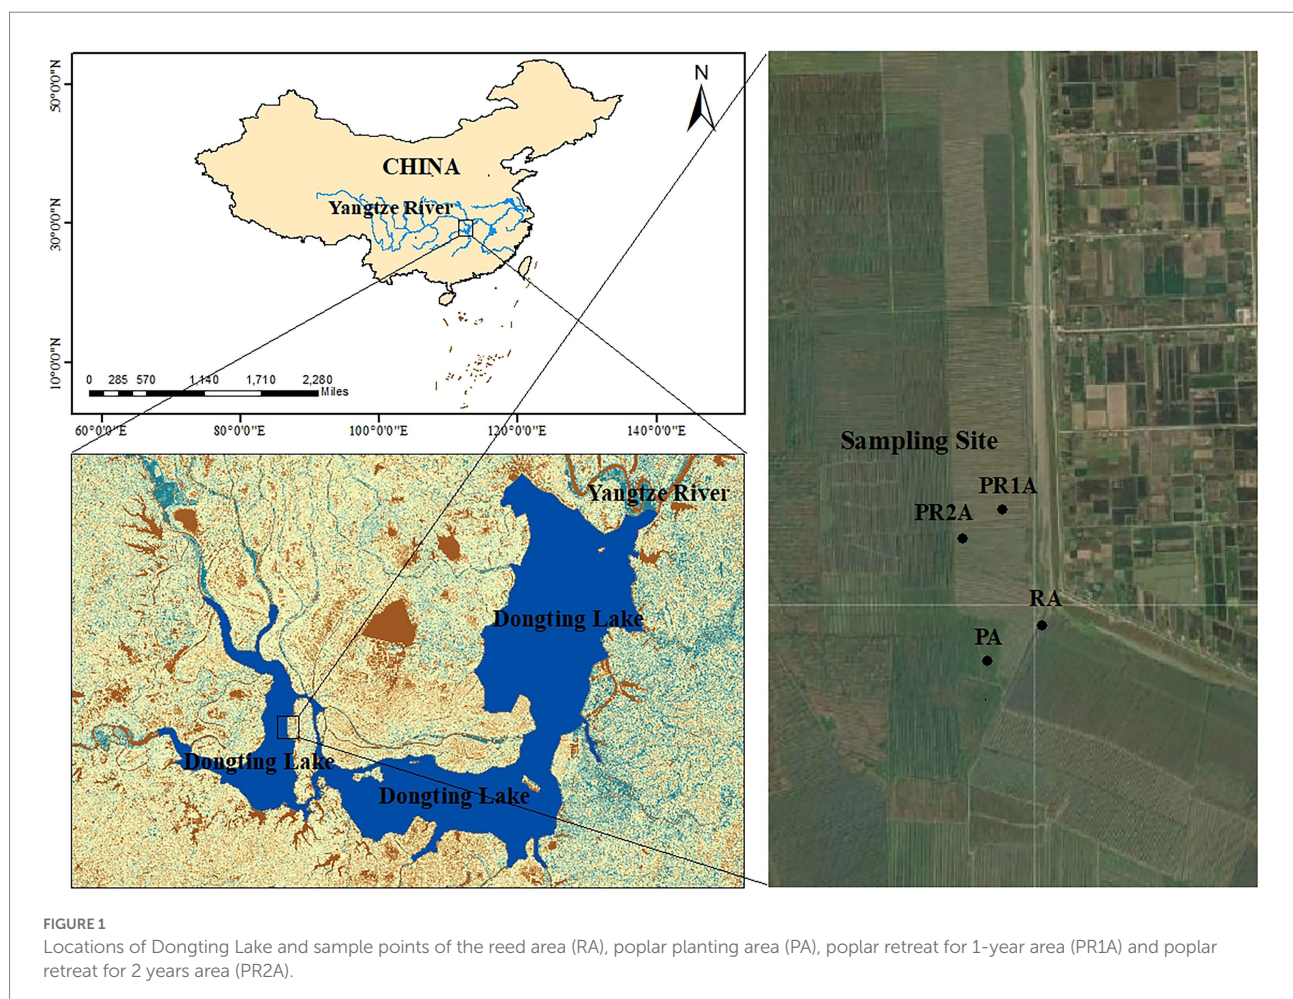 N
50°0'0"N
CHINA
Yangtze River
30°0'0"N
10°0'0"N
0 285 570 1,140 1,710 2,280
Miles
60°0'0"E 80°0'0"E 100°0'0"E 120°0'0"E 140°0'0"E
Yangtze River
Dongting Lake
Dongting Lake
Dongting Lake
Sampling Site
PR1A
PR2A
RA
PA
FIGURE 1
Locations of Dongting Lake and sample points of the reed area (RA), poplar planting area (PA), poplar retreat for 1-year area (PR1A) and poplar
retreat for 2 years area (PR2A).